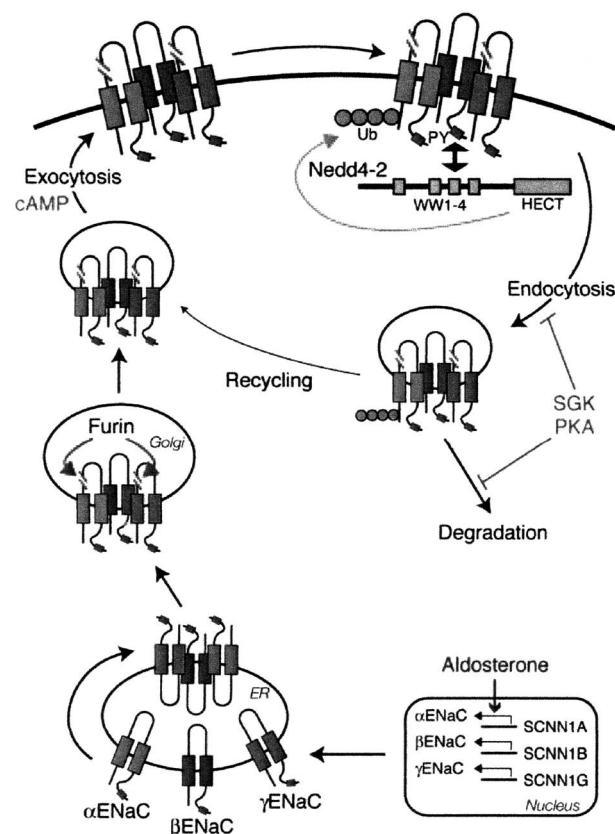 Ub
PY
Nedd4-2
WW1-4
HECT
Exocytosis
cAMP
Endocytosis
Recycling
SGK
PKA
Furin
Golgi
Degradation
ER
αENaC
βENaC
γENaC
Aldosterone
αENaC
SCNN1A
βENaC
SCNN1B
γENaC
SCNN1G
Nucleus